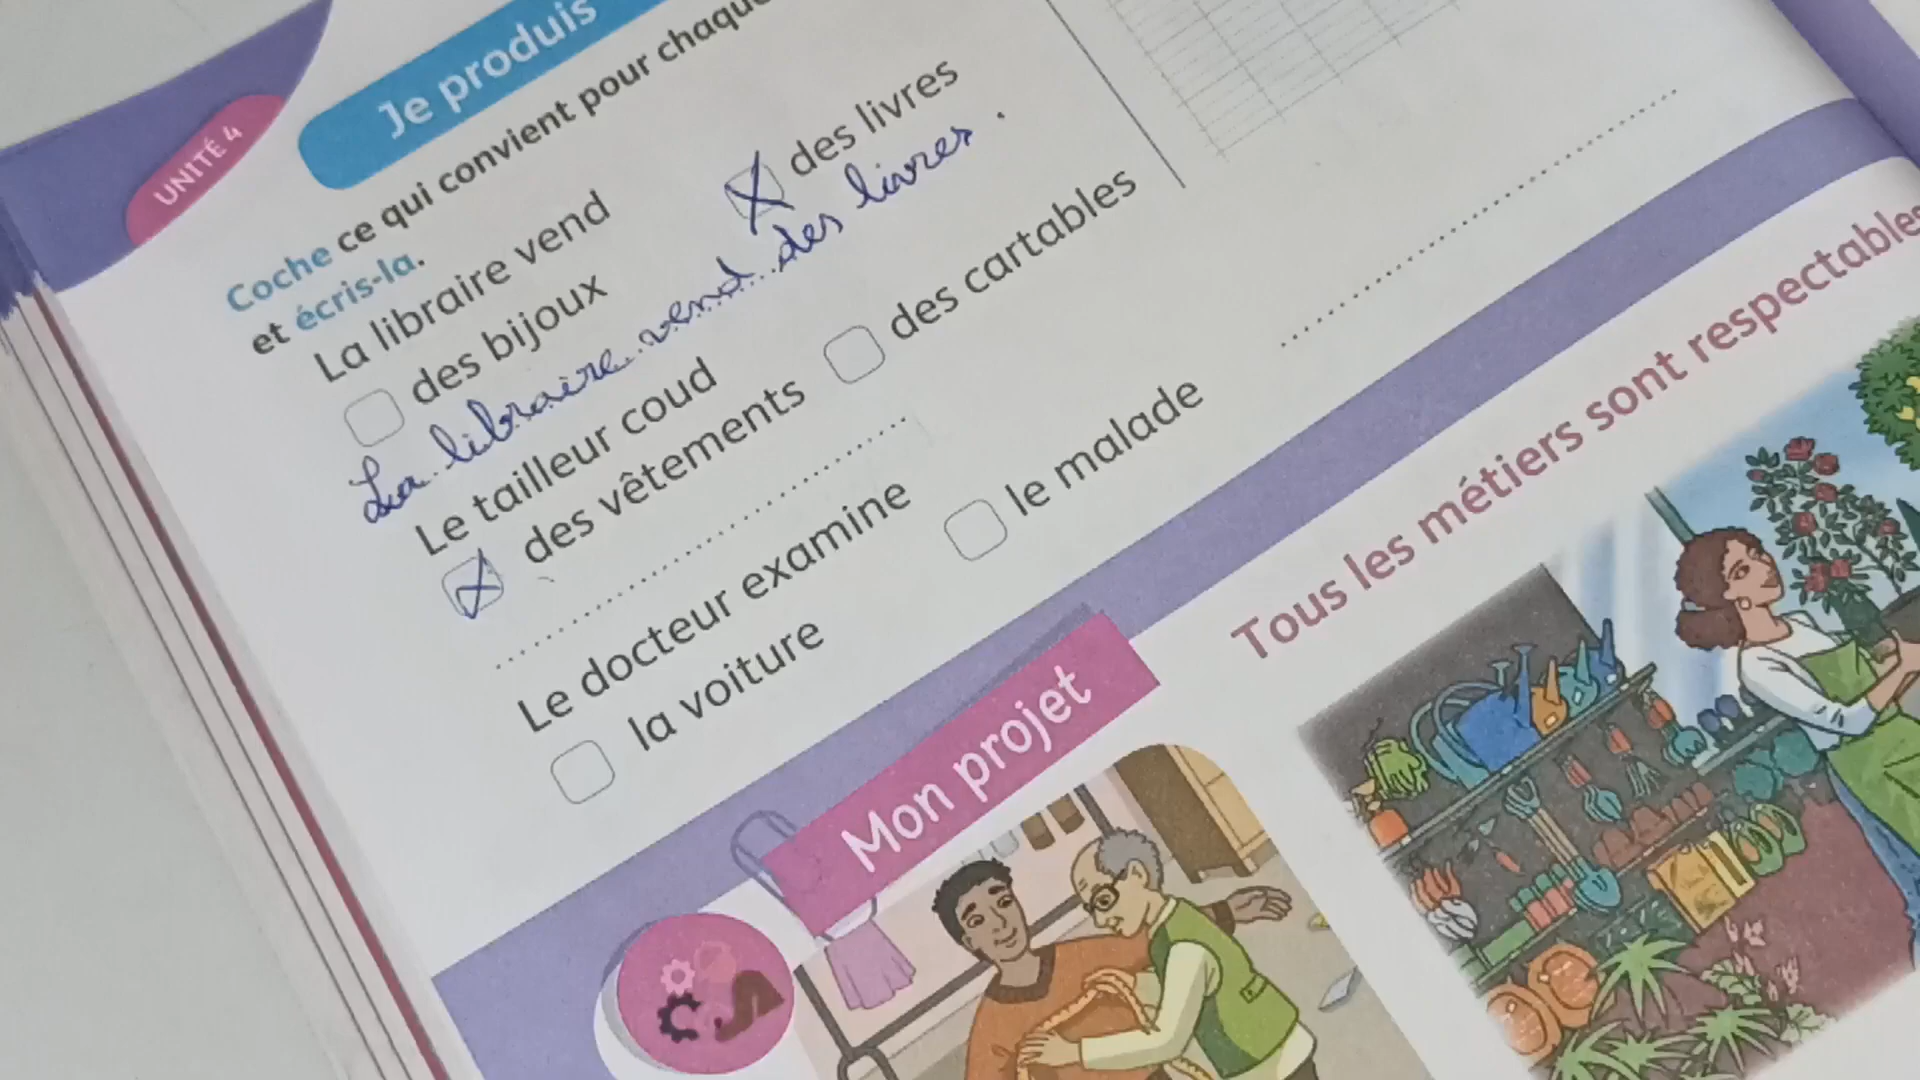 UNITÉ 4
Je produis
Coche ce qui convient pour chaque
et écris-la.
La libraire vend
des bijoux
des livres
La libraire vend des livres.
Le tailleur coud
des vêtements
des cartables
Le docteur examine
la voiture
le malade
Mon projet
Tous les métiers sont respectables